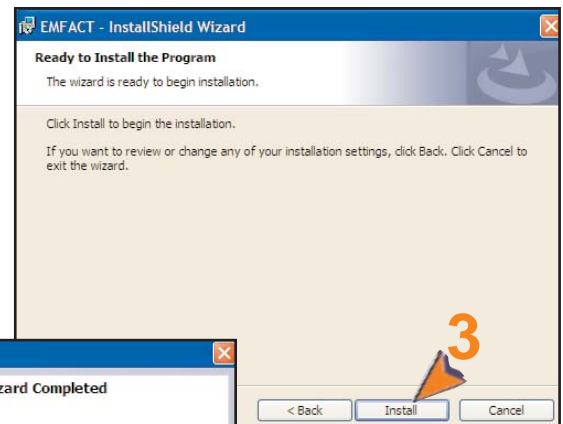 EMFACT - InstallShield Wizard
Ready to Install the Program
The wizard is ready to begin installation.
Click Install to begin the installation.
If you want to review or change any of your installation settings, click Back. Click Cancel to
exit the wizard.
3
< Back Install Cancel
zard Completed